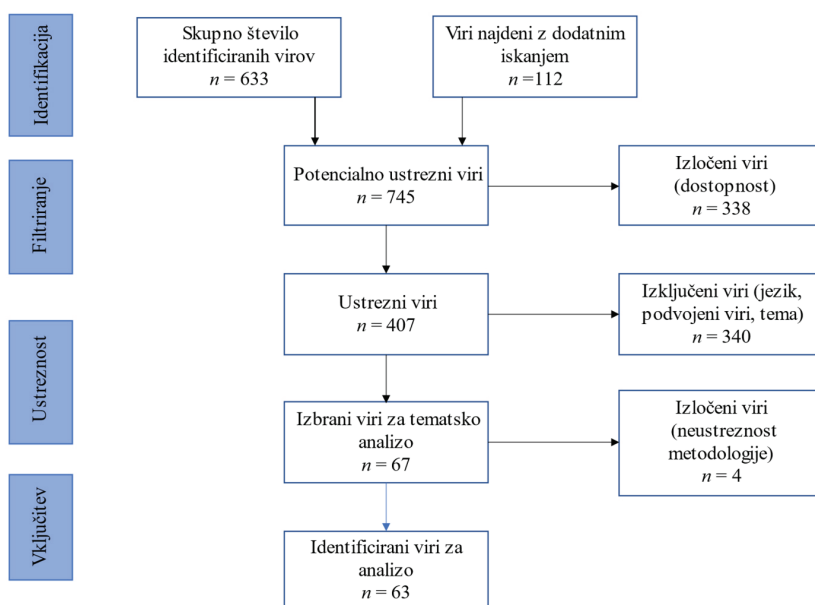 Identifikacija
Skupno število
identificiranih virov
n = 633
Viri najdeni z dodatnim
iskanjem
n =112
Filtriranje
Potencialno ustrezni viri
n = 745
Izločeni viri
(dostopnost)
n = 338
Ustrezni viri
n = 407
Izključeni viri (jezik,
podvojeni viri, tema)
n = 340
Ustreznost
Izbrani viri za tematsko
analizo
n = 67
Izločeni viri
(neustreznost
metodologije)
n = 4
Vključitev
Identificirani viri za
analizo
n = 63